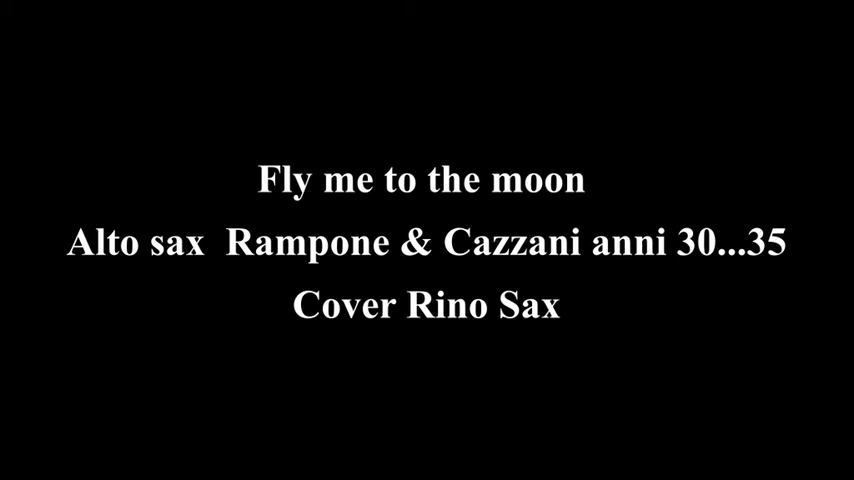 Fly me to the moon
Alto sax  Rampone & Cazzani anni 30...35
Cover Rino Sax